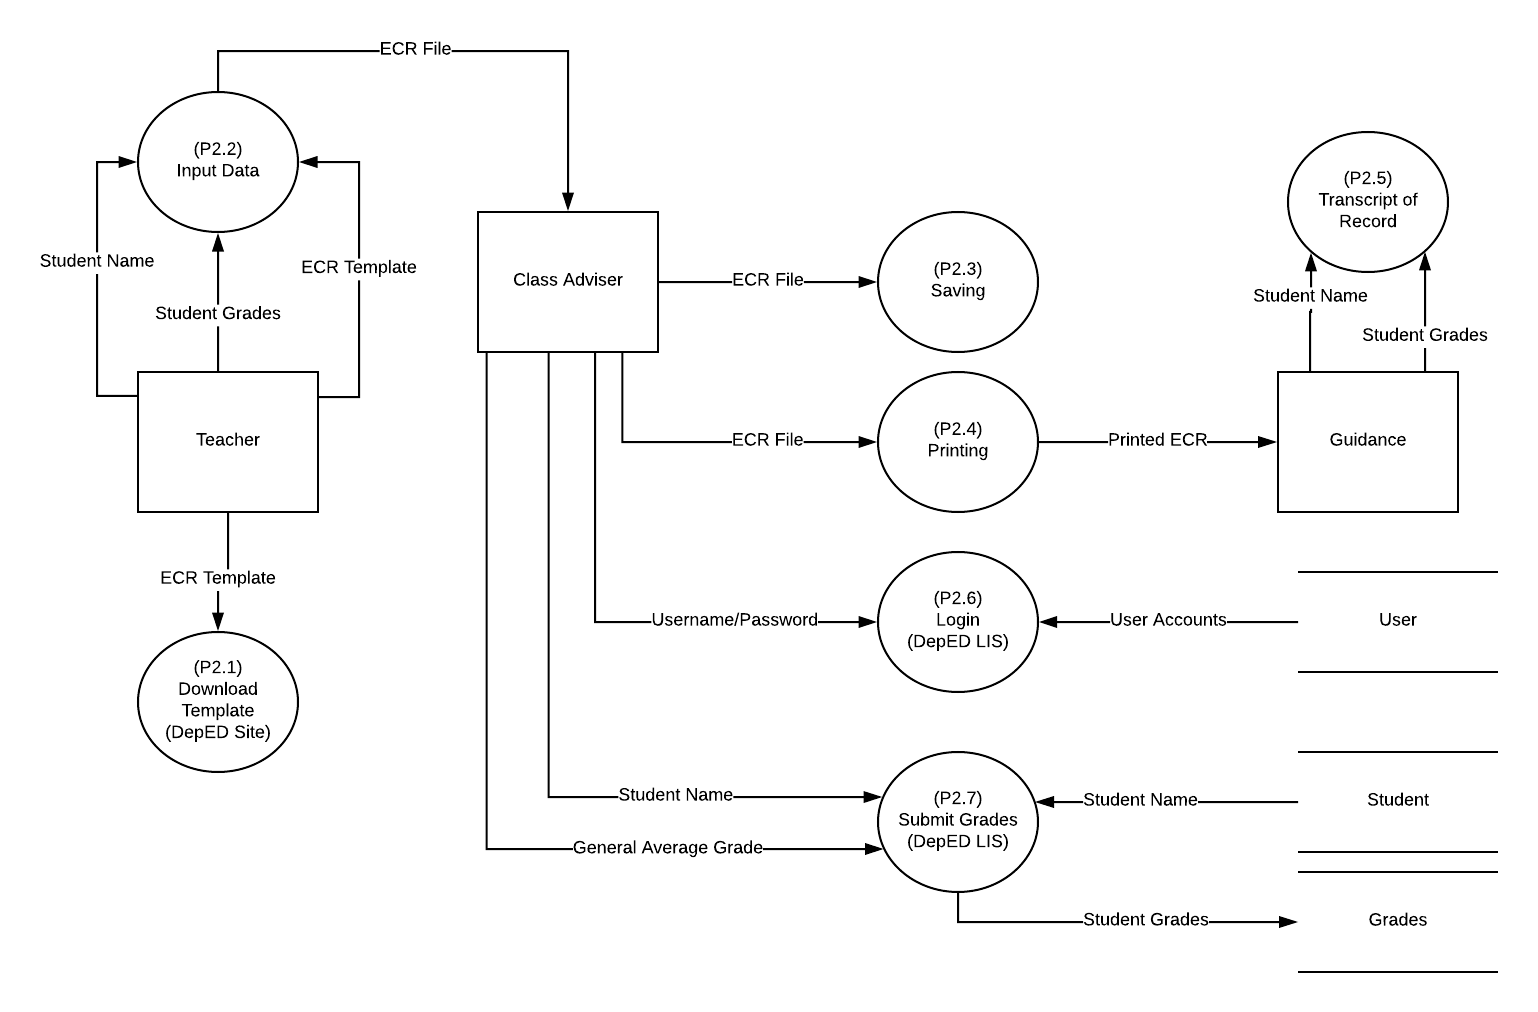 ECR File
(P2.2)
Input Data
Student Name
ECR Template
Student Grades
Teacher
ECR Template
(P2.1)
Download
Template
(DepED Site)
Class Adviser
ECR File
(P2.3)
Saving
ECR File
(P2.4)
Printing
Printed ECR
Guidance
Student Name
Student Grades
(P2.5)
Transcript of
Record
Username/Password
(P2.6)
Login
(DepED LIS)
User Accounts
User
Student Name
General Average Grade
(P2.7)
Submit Grades
(DepED LIS)
Student Name
Student
Student Grades
Grades